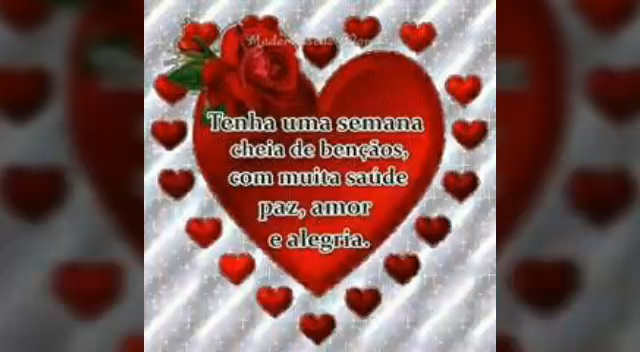 Tenha uma semana
cheia de bençãos,
com muita saúde
paz, amor
e alegria.